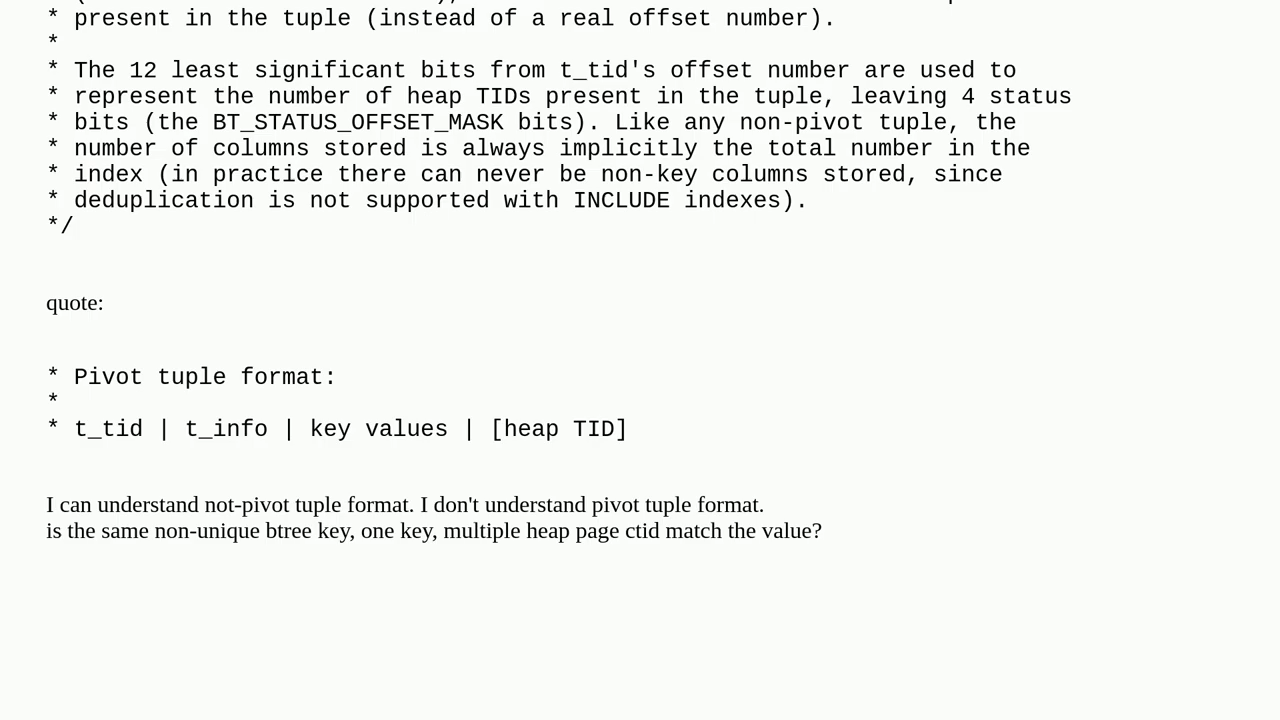 * present in the tuple (instead of a real offset number).
*
* The 12 least significant bits from t_tid's offset number are used to
* represent the number of heap TIDs present in the tuple, leaving 4 status
* bits (the BT_STATUS_OFFSET_MASK bits). Like any non-pivot tuple, the
* number of columns stored is always implicitly the total number in the
* index (in practice there can never be non-key columns stored, since
* deduplication is not supported with INCLUDE indexes).
*/
quote:
* Pivot tuple format:
*
* t_tid | t_info | key values | [heap TID]
I can understand not-pivot tuple format. I don't understand pivot tuple format.
is the same non-unique btree key, one key, multiple heap page ctid match the value?